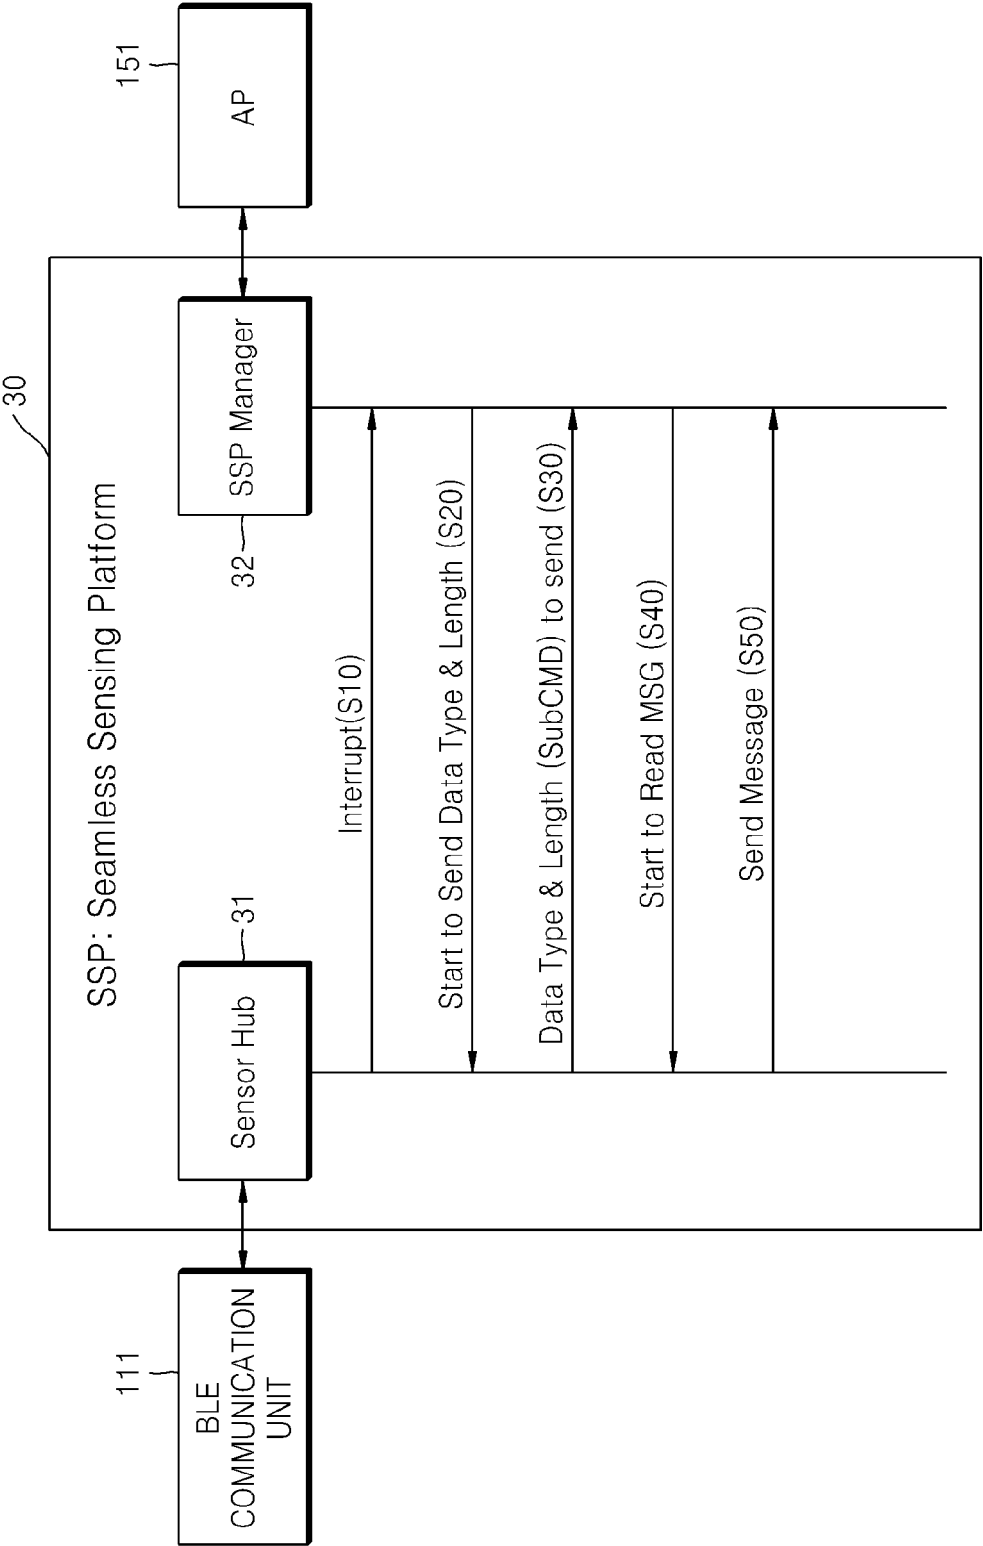 30
SSP: Seamless Sensing Platform
111
31
32
151
BLE
COMMUNICATION
UNIT
Sensor Hub
SSP Manager
AP
Interrupt(S10)
Start to Send Data Type & Length (S20)
Data Type & Length (SubCMD) to send (S30)
Start to Read MSG (S40)
Send Message (S50)